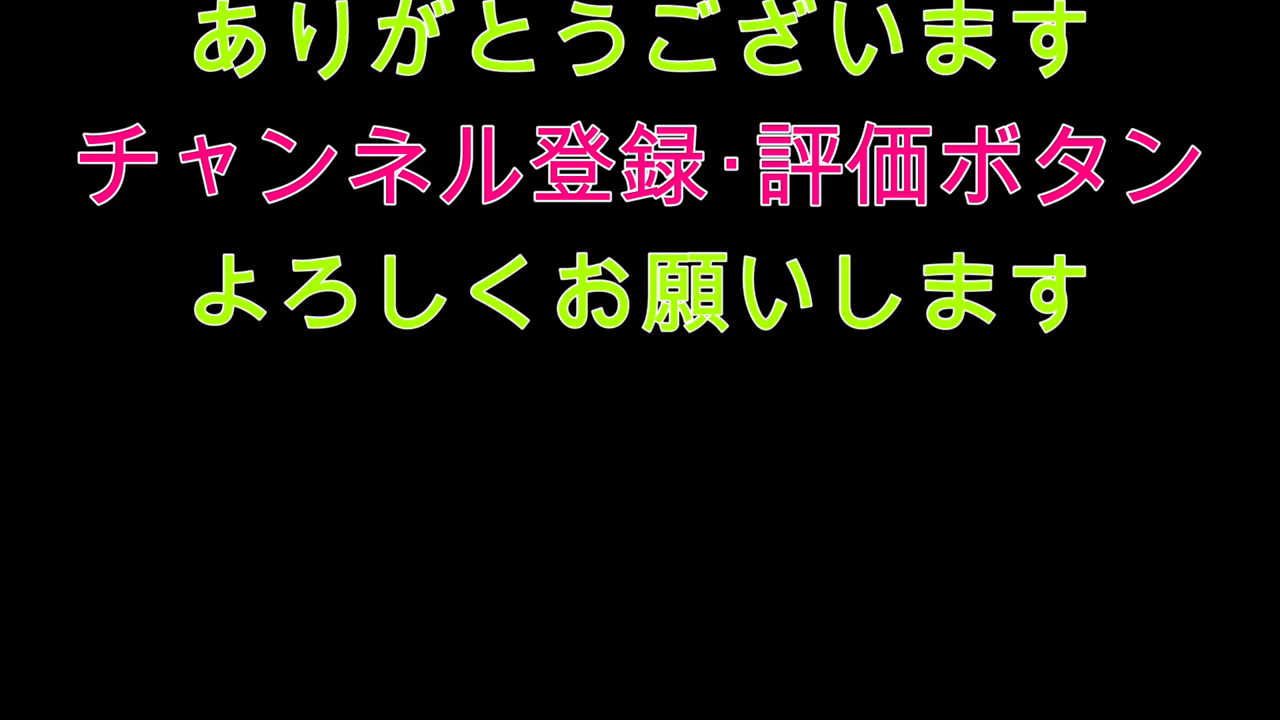 ありがとうございます
チャンネル登録･評価ボタン
よろしくお願いします